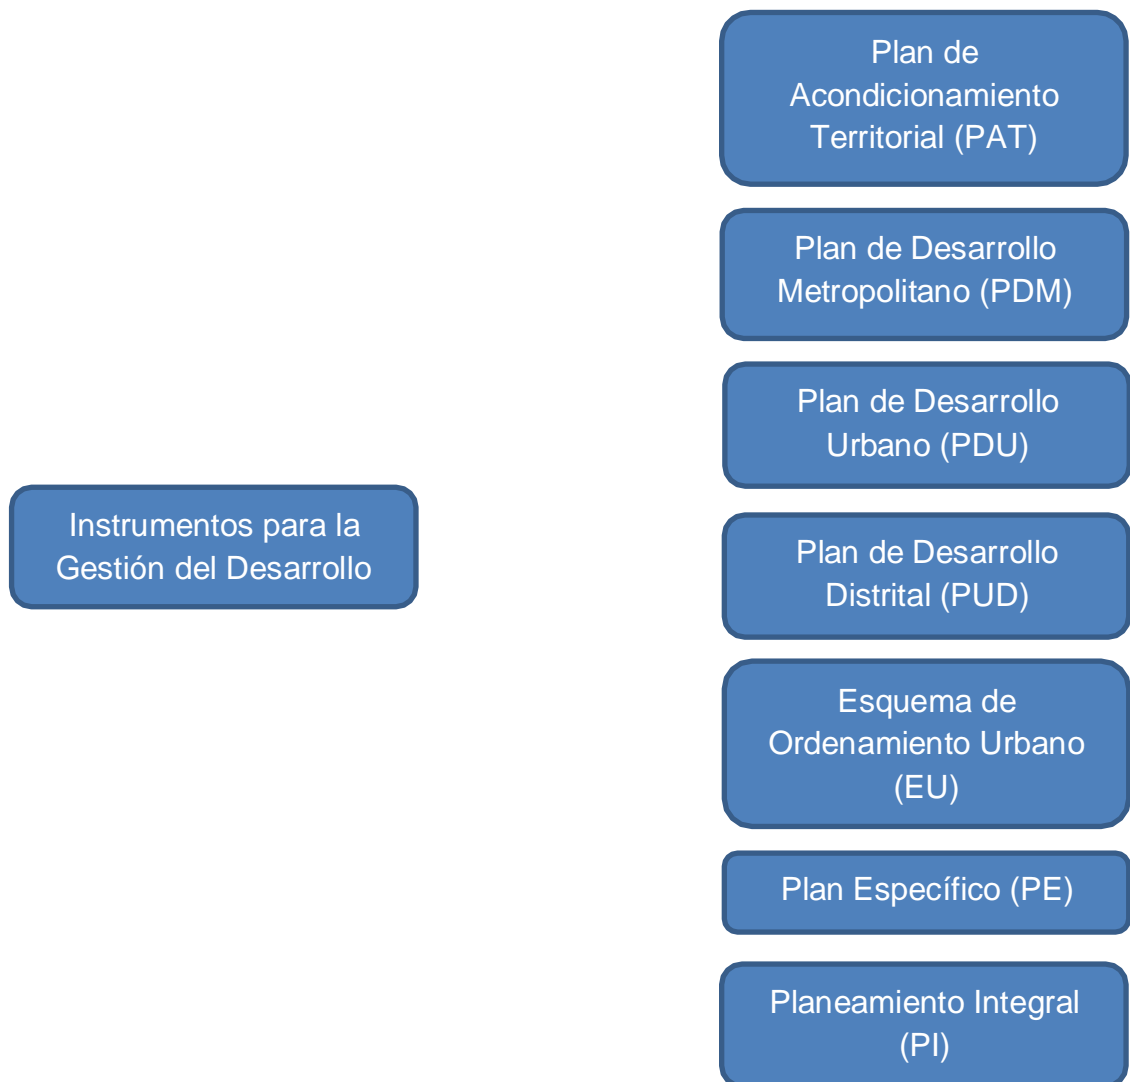 Instrumentos para la
Gestión del Desarrollo
Plan de
Acondicionamiento
Territorial (PAT)
Plan de Desarrollo
Metropolitano (PDM)
Plan de Desarrollo
Urbano (PDU)
Plan de Desarrollo
Distrital (PUD)
Esquema de
Ordenamiento Urbano
(EU)
Plan Específico (PE)
Planeamiento Integral
(PI)